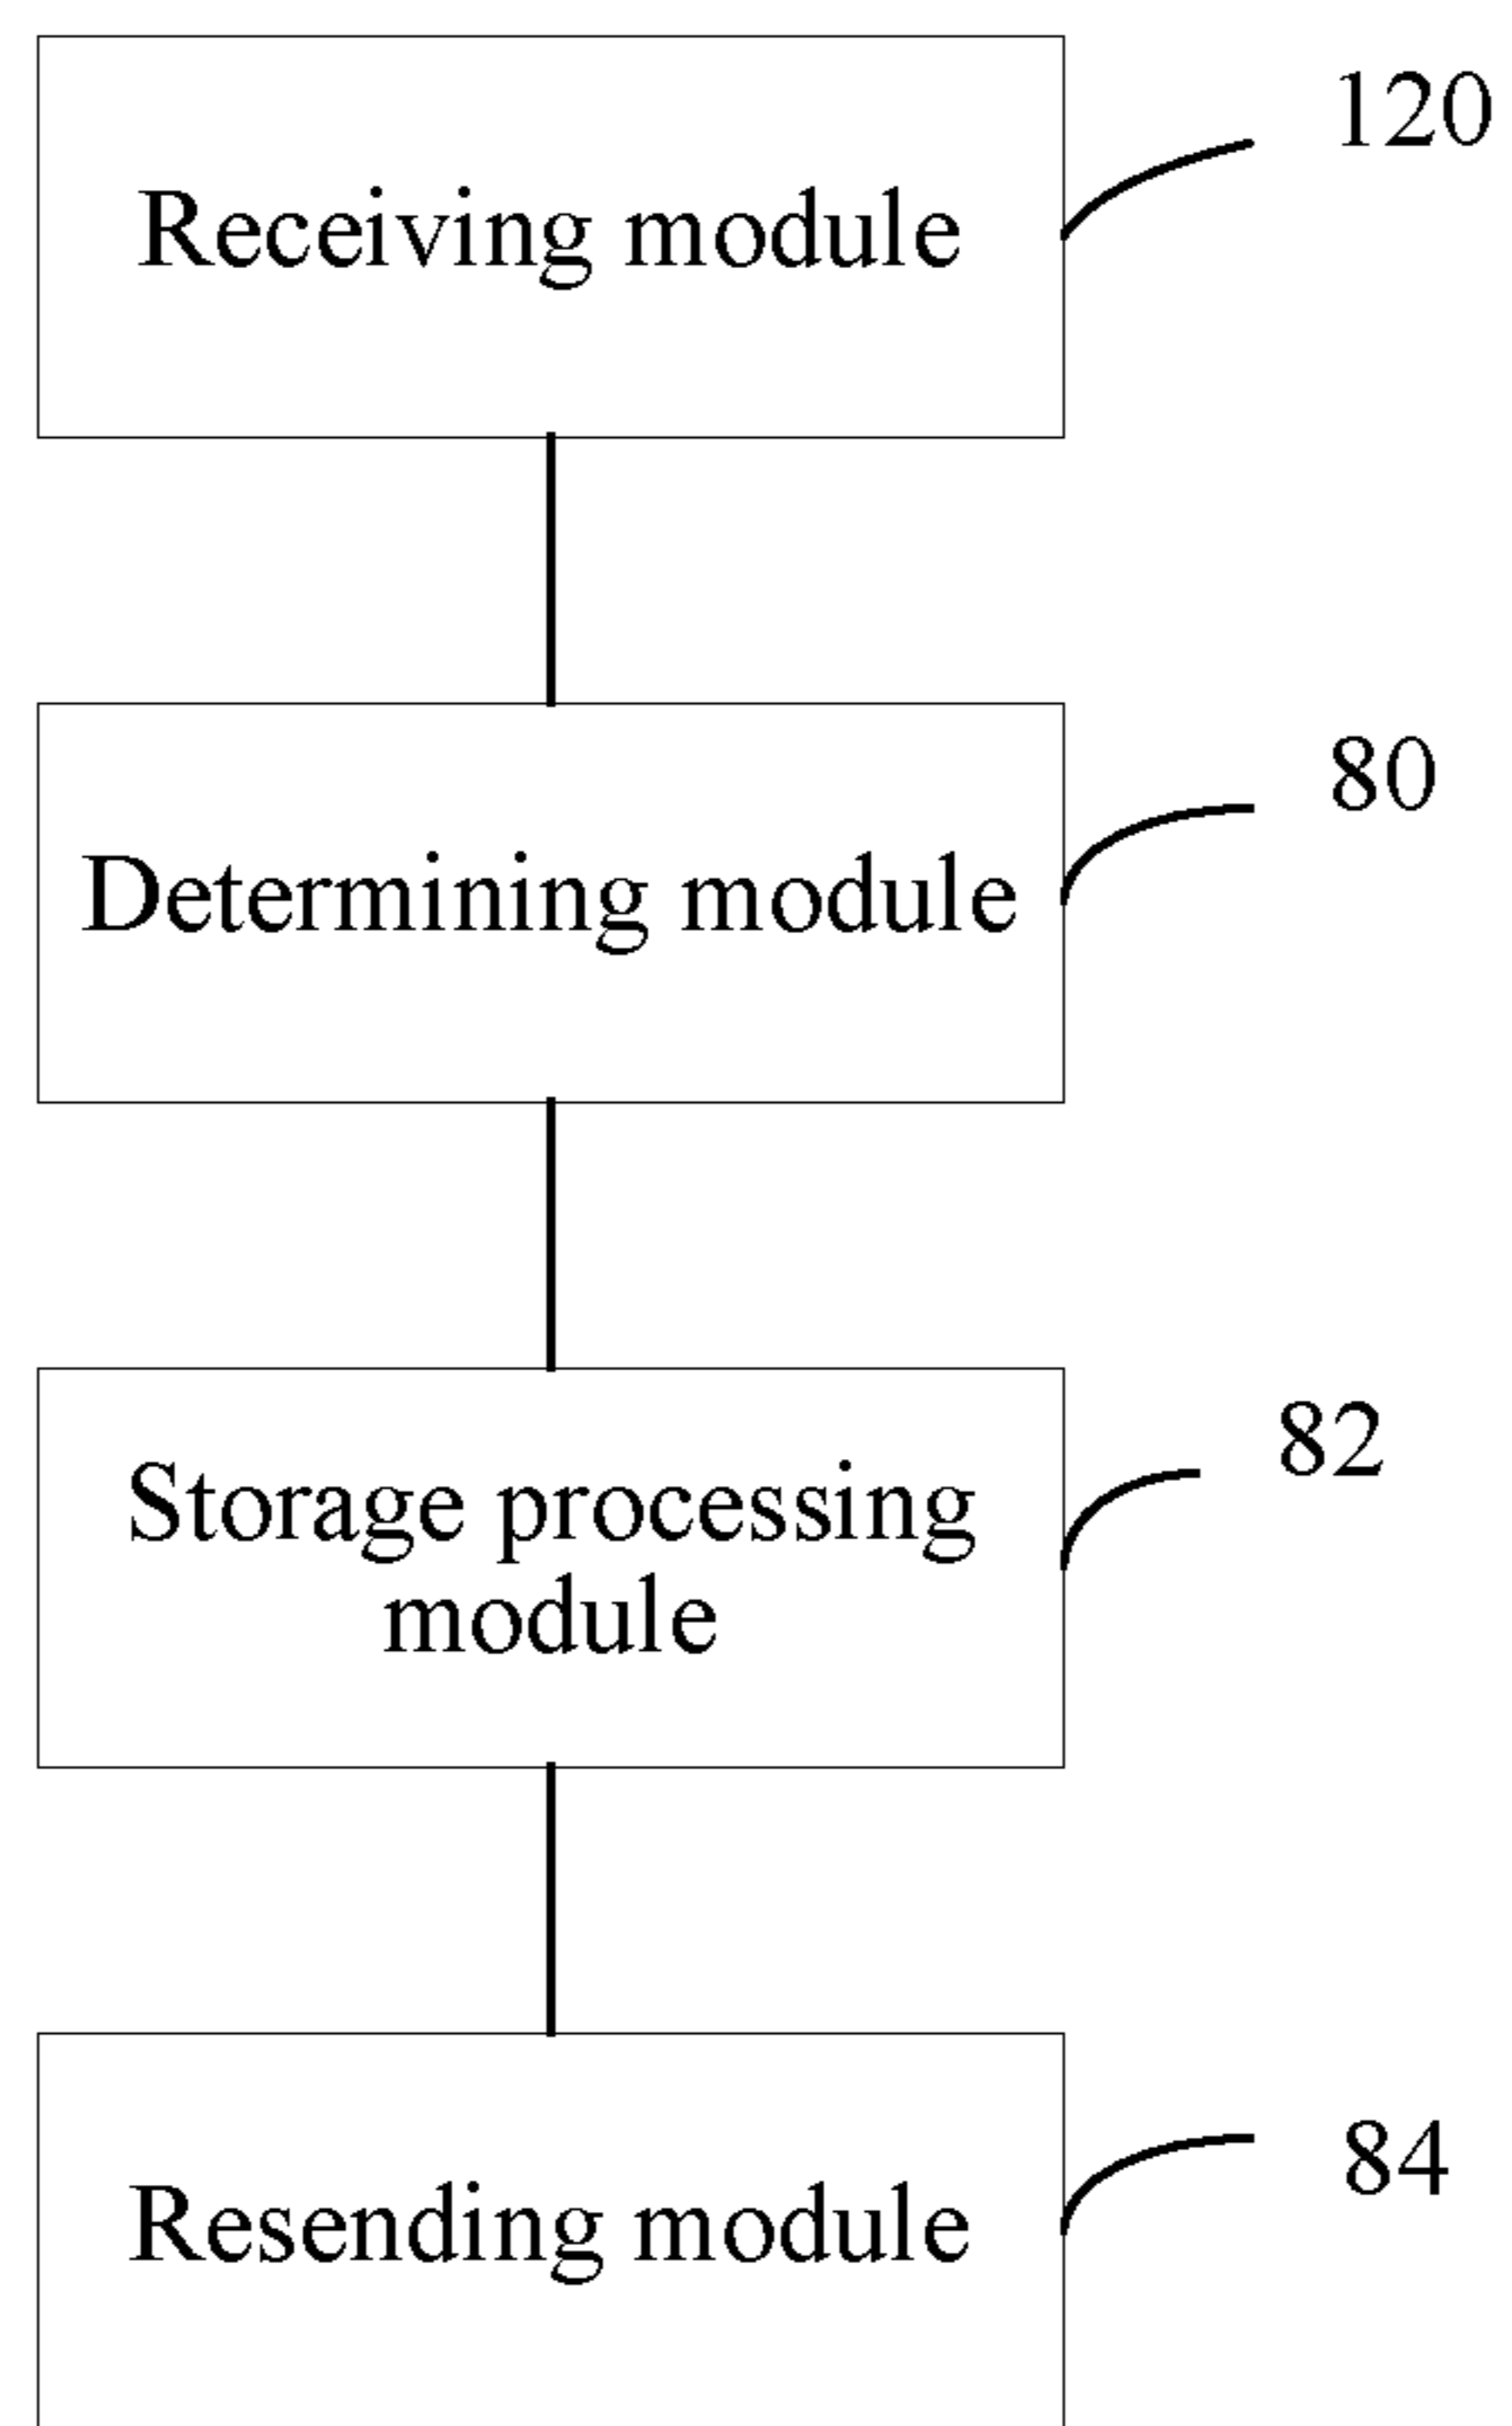 Receiving module
120
Determining module
80
Storage processing
module
82
Resending module
84